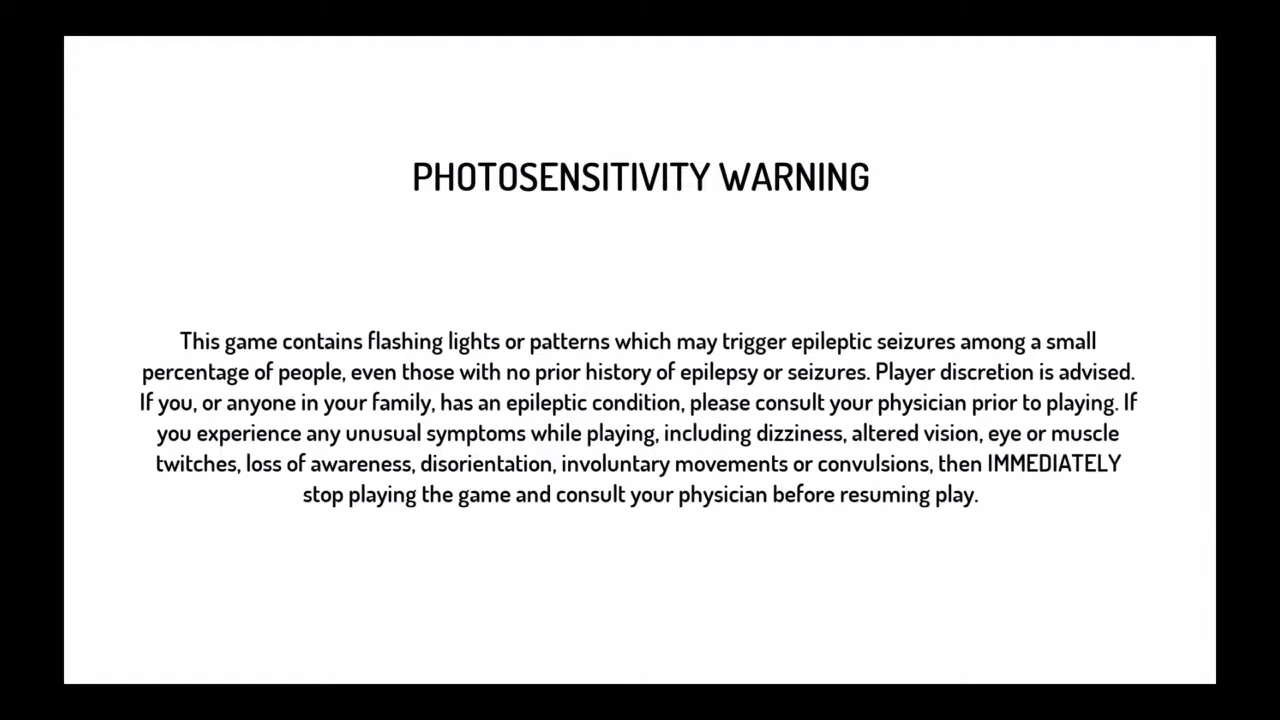 PHOTOSENSITIVITY WARNING
This game contains flashing lights or patterns which may trigger epileptic seizures among a small
percentage of people, even those with no prior history of epilepsy or seizures. Player discretion is advised.
If you, or anyone in your family, has an epileptic condition, please consult your physician prior to playing. If
you experience any unusual symptoms while playing, including dizziness, altered vision, eye or muscle
twitches, loss of awareness, disorientation, involuntary movements or convulsions, then IMMEDIATELY
stop playing the game and consult your physician before resuming play.